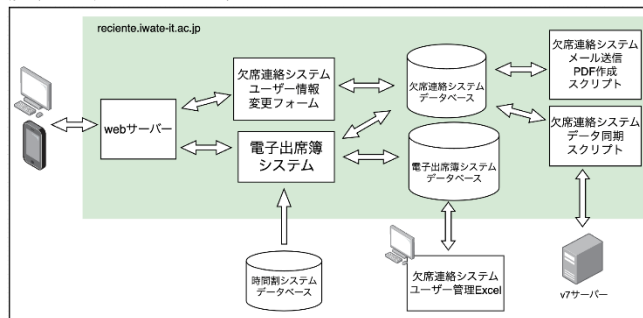 reciente.iwate-it.ac.jp
欠席連絡システム
メール送信
PDF作成
スクリプト
欠席連絡システム
ユーザー情報
変更フォーム
欠席連絡システム
データベース
webサーバー
電子出席簿
システム
電子出席簿システム
データベース
欠席連絡システム
データ同期
スクリプト
時間割システム
データベース
欠席連絡システム
ユーザー管理Excel
v7サーバー